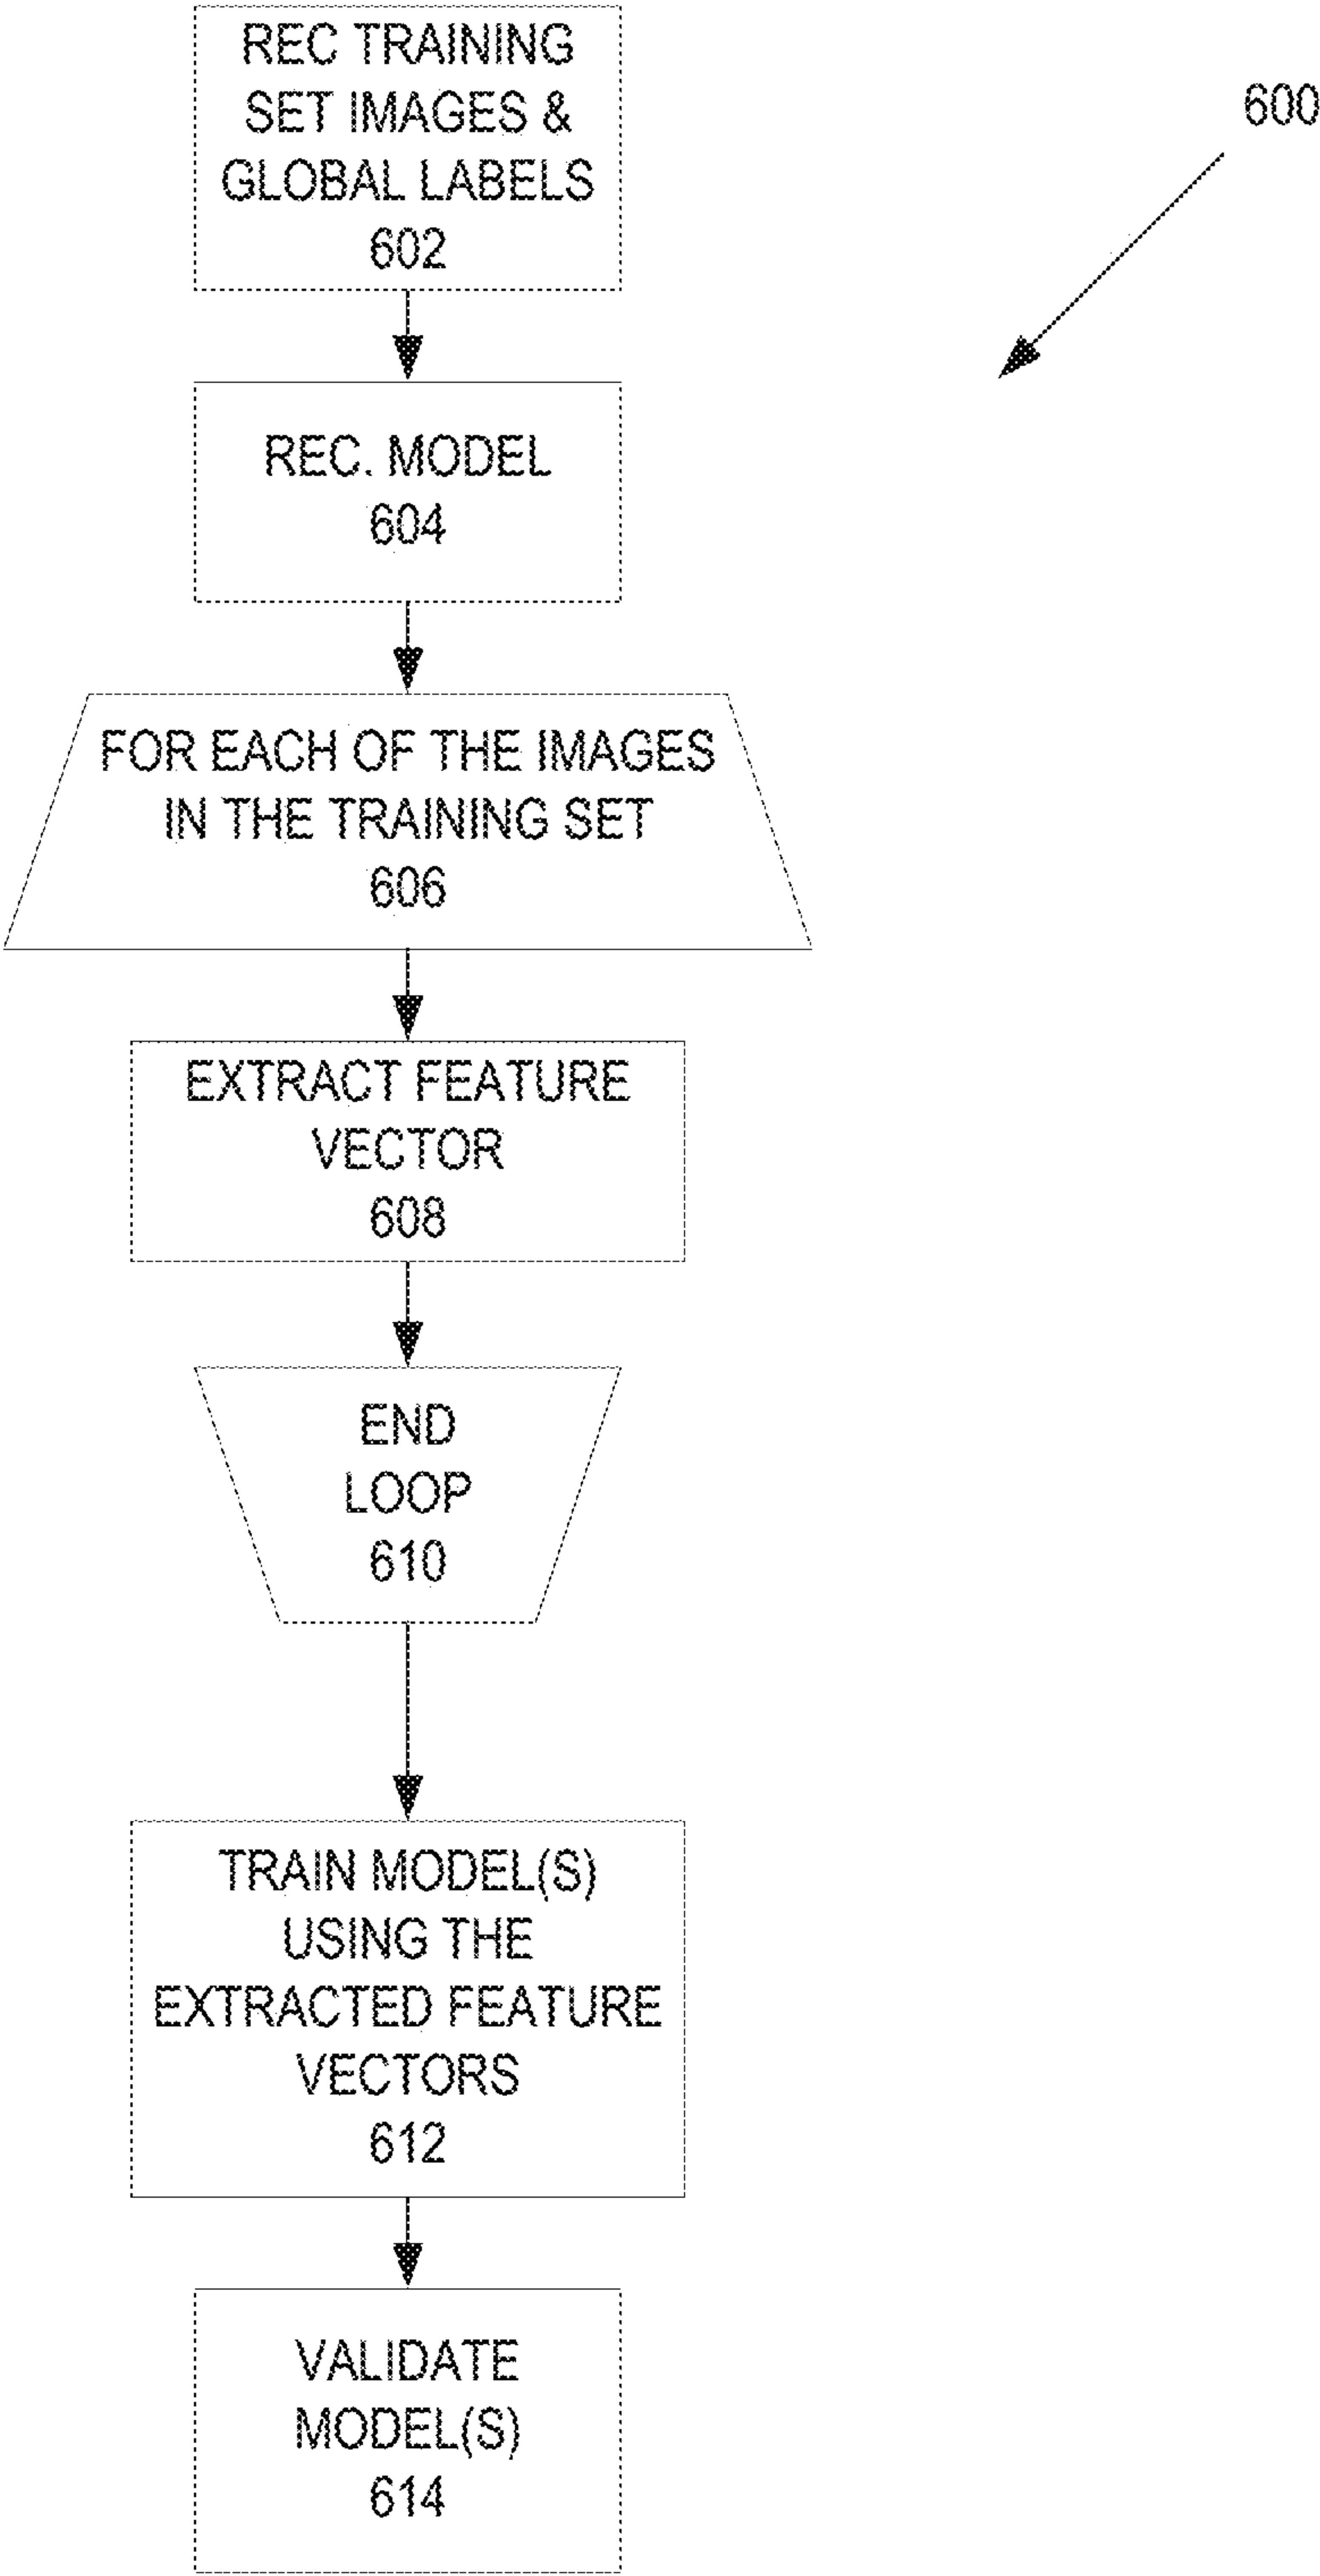 REC TRAINING
SET IMAGES &
GLOBAL LABELS
602
600
REC. MODEL
604
FOR EACH OF THE IMAGES
IN THE TRAINING SET
606
EXTRACT FEATURE
VECTOR
608
END
LOOP
610
TRAIN MODEL(S)
USING THE
EXTRACTED FEATURE
VECTORS
612
VALIDATE
MODEL(S)
614